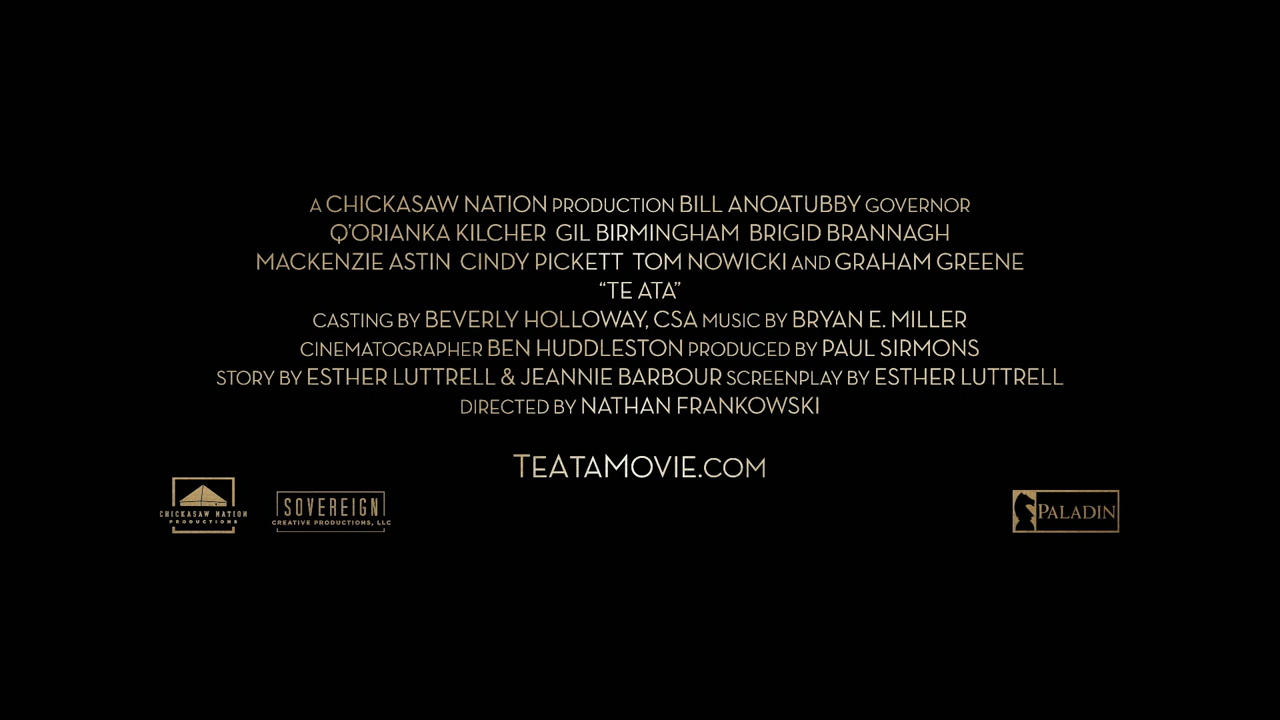 A CHICKASAW NATION PRODUCTION BILL ANOATUBBY GOVERNOR
Q'ORIANKA KILCHER GIL BIRMINGHAM BRIGID BRANNAGH
MACKENZIE ASTIN CINDY PICKETT TOM NOWICKI AND GRAHAM GREENE
“TE ATA”
CASTING BY BEVERLY HOLLOWAY, CSA MUSIC BY BRYAN E. MILLER
CINEMATOGRAPHER BEN HUDDLESTON PRODUCED BY PAUL SIRMONS
STORY BY ESTHER LUTTRELL & JEANNIE BARBOUR SCREENPLAY BY ESTHER LUTTRELL
DIRECTED BY NATHAN FRANKOWSKI
TEATAMOVIE.COM
CHICKASAW NATION
PRODUCTIONS
SOVEREIGN
CREATIVE PRODUCTIONS, LLC
PALADIN